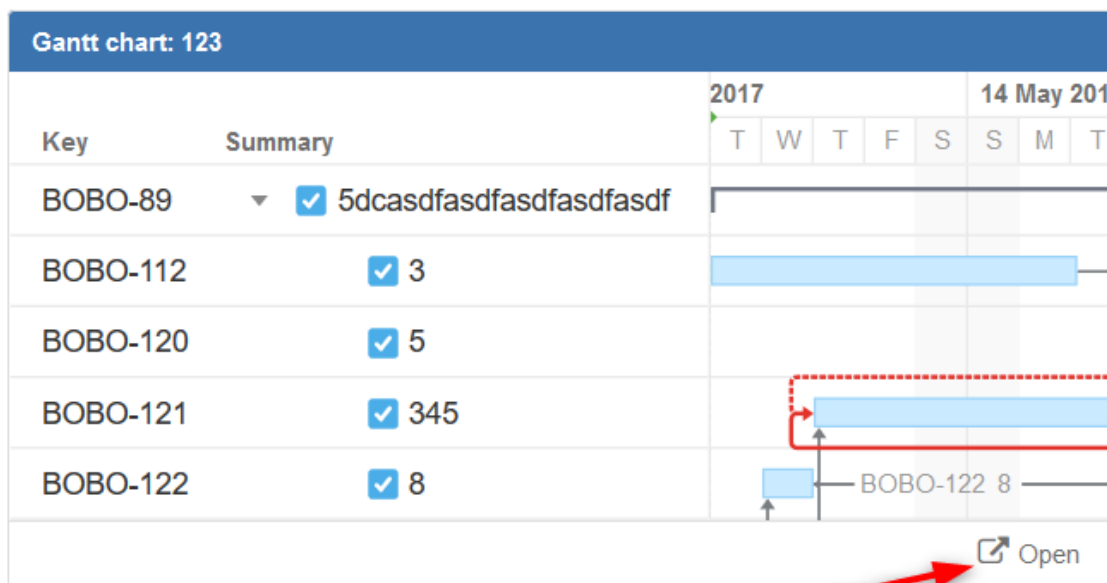 Gantt chart: 123
2017 14 May 201
Key Summary T W T F S S M T
BOBO-89 5dcasdfasdfasdfasdfasdf
BOBO-112 3
BOBO-120 5
BOBO-121 345
BOBO-122 8 BOBO-122 8
Open